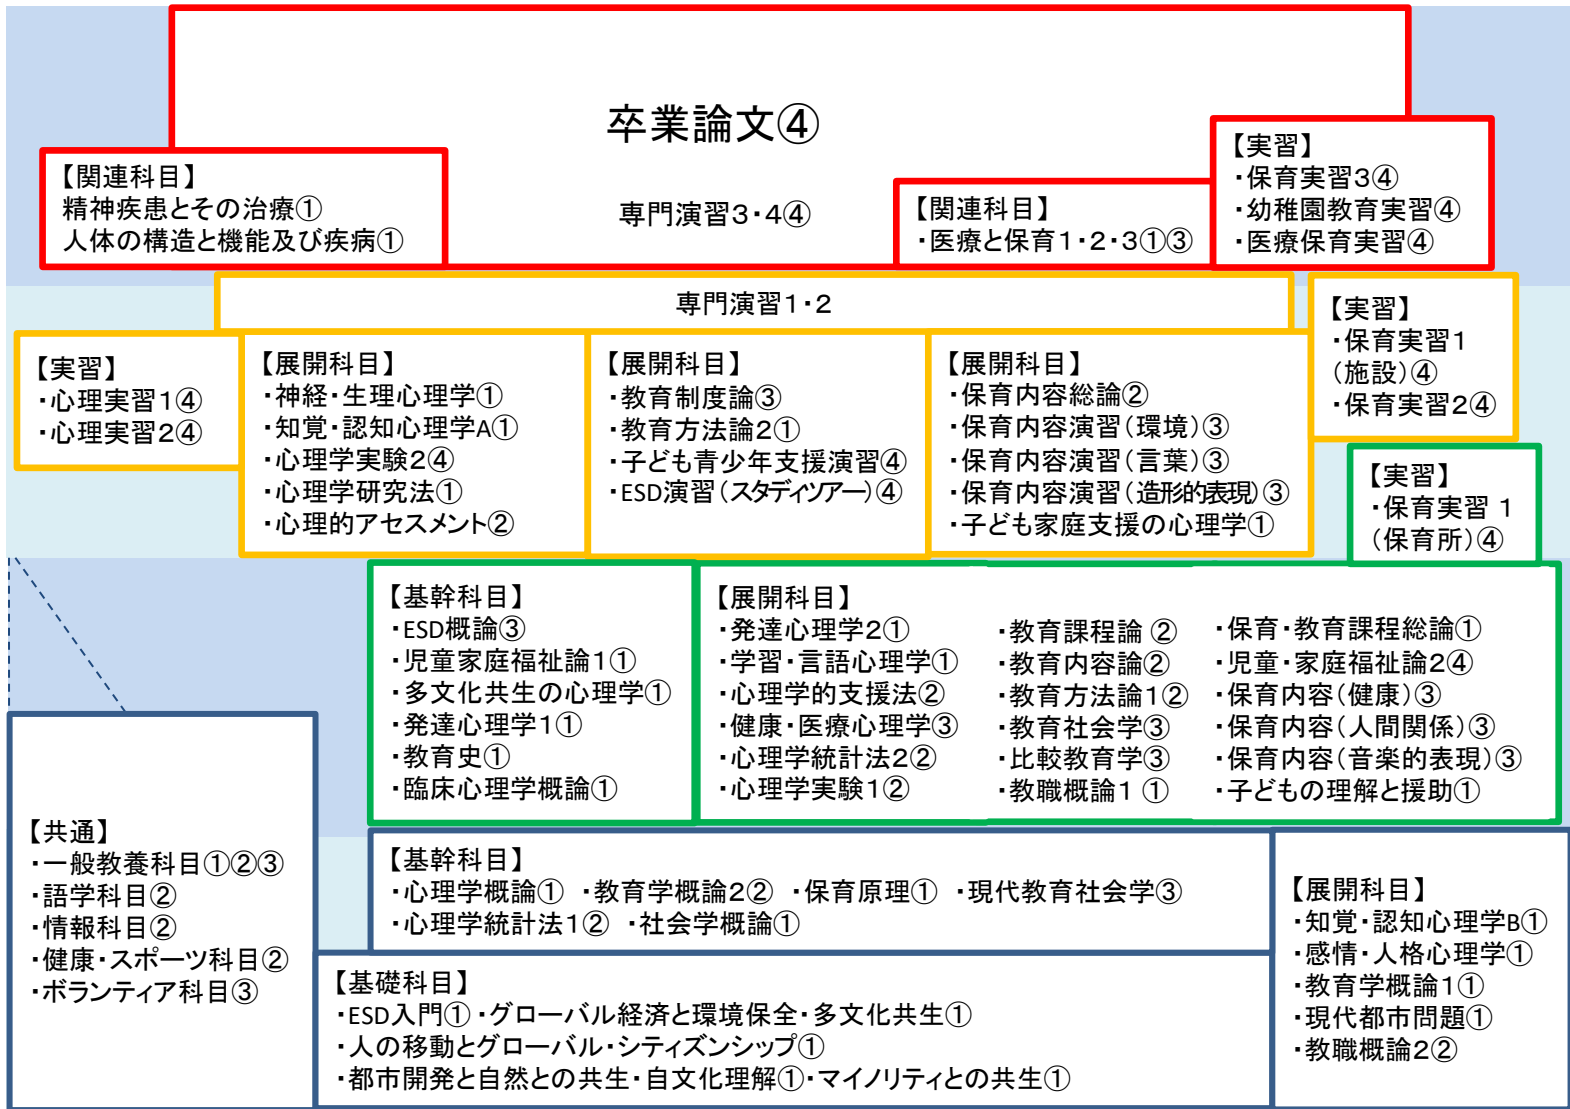 卒業論文④
専門演習3・4④
【関連科目】
精神疾患とその治療①
人体の構造と機能及び疾病①
【関連科目】
・医療と保育1・2・3①③
【実習】
・保育実習3④
・幼稚園教育実習④
・医療保育実習④
専門演習1・2
【実習】
・心理実習1④
・心理実習2④
【展開科目】
・神経・生理心理学①
・知覚・認知心理学A①
・心理学実験2④
・心理学研究法①
・心理的アセスメント②
【展開科目】
・教育制度論③
・教育方法論2①
・子ども青少年支援演習④
・ESD演習(スタディツアー)④
【展開科目】
・保育内容総論②
・保育内容演習(環境)③
・保育内容演習(言葉)③
・保育内容演習(造形的表現)③
・子ども家庭支援の心理学①
【実習】
・保育実習1
(施設)④
・保育実習2④
【実習】
・保育実習 1
(保育所)④
【基幹科目】
・ESD概論③
・児童家庭福祉論1①
・多文化共生の心理学①
・発達心理学1①
・教育史①
・臨床心理学概論①
【展開科目】
・発達心理学2①
・学習・言語心理学①
・心理学的支援法②
・健康・医療心理学③
・心理学統計法2②
・心理学実験1②
・教育課程論 ②
・教育内容論②
・教育方法論1②
・教育社会学③
・比較教育学③
・教職概論1 ①
・保育・教育課程総論①
・児童・家庭福祉論2④
・保育内容(健康)③
・保育内容(人間関係)③
・保育内容(音楽的表現)③
・子どもの理解と援助①
【共通】
・一般教養科目①②③
・語学科目②
・情報科目②
・健康・スポーツ科目②
・ボランティア科目③
【基幹科目】
・心理学概論① ・教育学概論2② ・保育原理① ・現代教育社会学③
・心理学統計法1② ・社会学概論①
【基礎科目】
・ESD入門① ・グローバル経済と環境保全・多文化共生①
・人の移動とグローバル・シティズンシップ①
・都市開発と自然との共生・自文化理解①・マイノリティとの共生①
【展開科目】
・知覚・認知心理学B①
・感情・人格心理学①
・教育学概論1①
・現代都市問題①
・教職概論2②